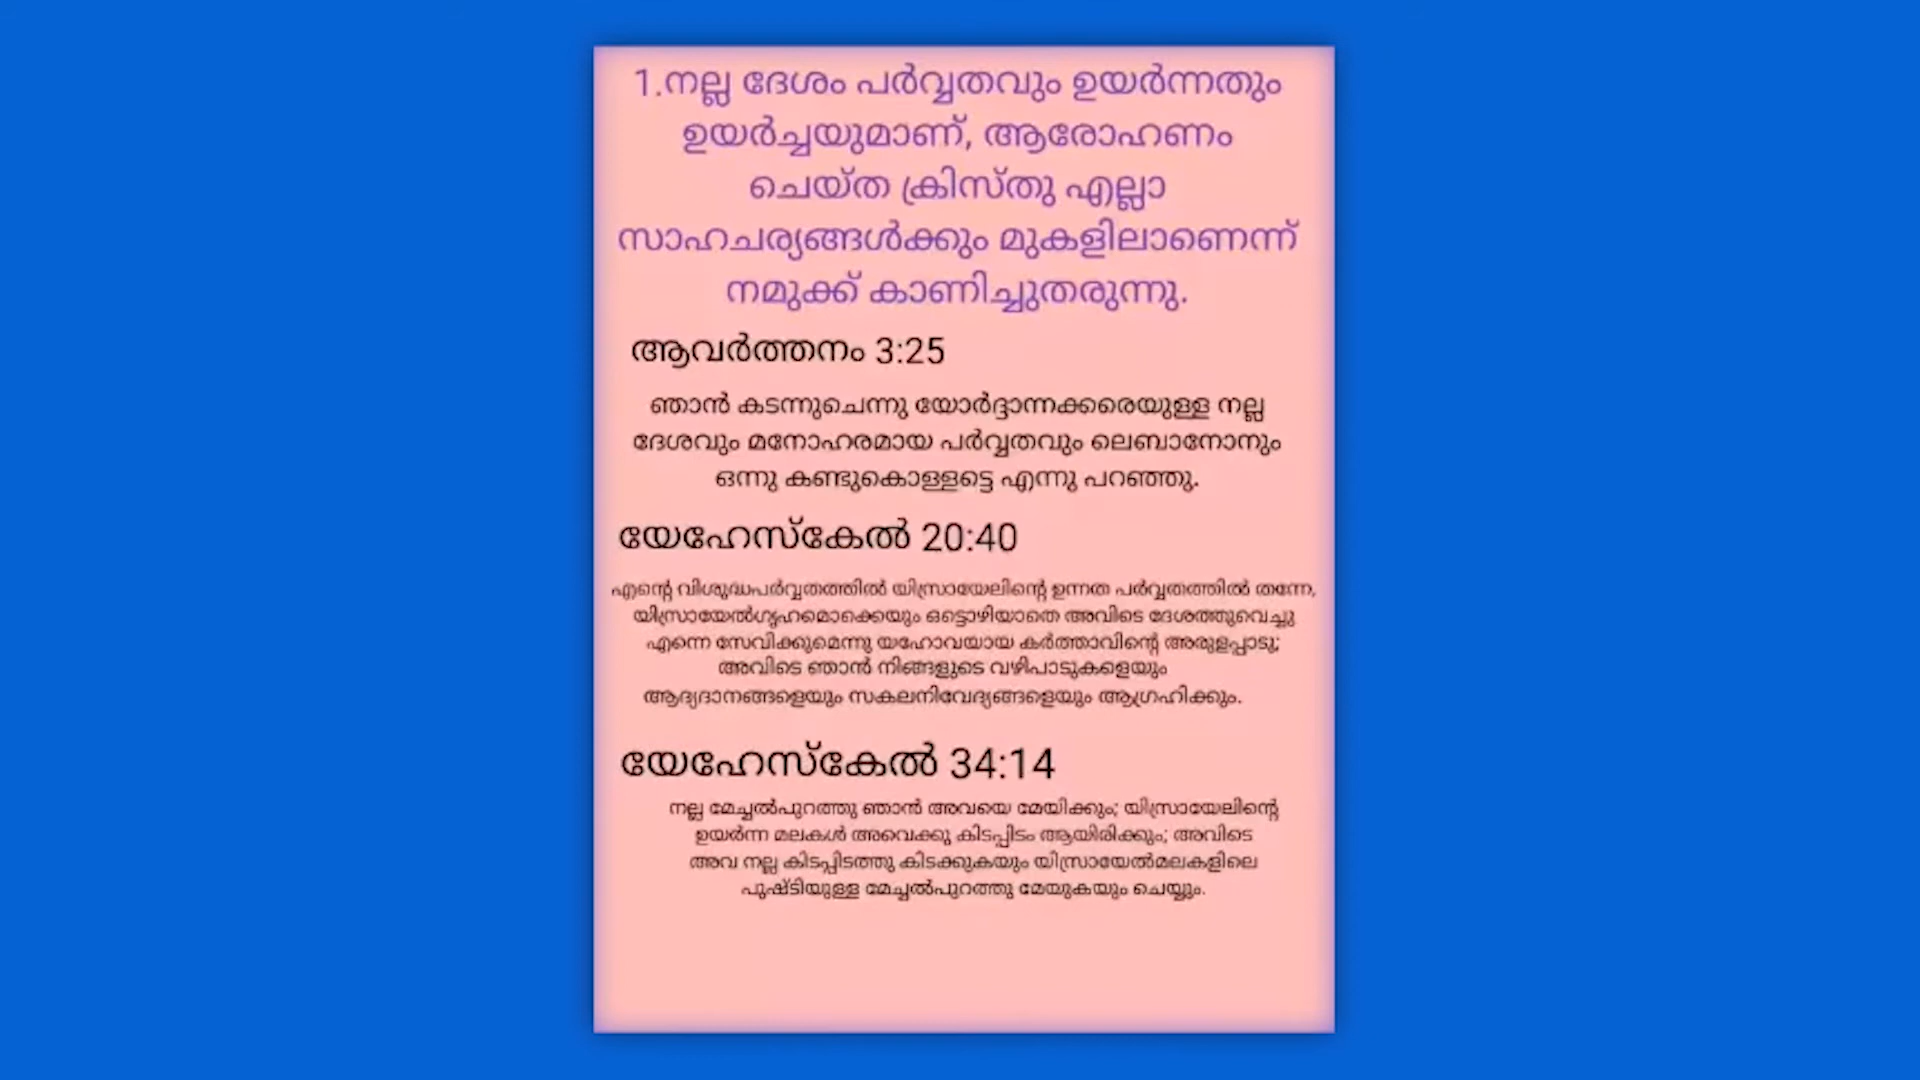 1.നല്ല ദേശം പർവ്വതവും ഉയർന്നതും
ഉയർച്ചയുമാണ്, ആരോഹണം
ചെയ്ത ക്രിസ്തു എല്ലാ
സാഹചര്യങ്ങൾക്കും മുകളിലാണെന്ന്
നമുക്ക് കാണിച്ചുതരുന്നു.
ആവർത്തനം 3:25
ഞാൻ കടന്നുചെന്നു യോർദ്ദാന്നക്കരെയുള്ള നല്ല
ദേശവും മനോഹരമായ പർവ്വതവും ലെബാനോനും
ഒന്നു കണ്ടുകൊള്ളട്ടെ എന്നു പറഞ്ഞു.
യേഹേസ്കേൽ 20:40
എന്റെ വിശുദ്ധപർവ്വതത്തിൽ യിസ്രായേലിന്റെ ഉന്നത പർവ്വതത്തിൽ തന്നേ,
യിസ്രായേൽഗൃഹമൊക്കെയും ഒട്ടൊഴിയാതെ അവിടെ ദേശത്തുവെച്ചു
എന്നെ സേവിക്കുമെന്നു യഹോവയായ കർത്താവിന്റെ അരുളപ്പാടു;
അവിടെ ഞാൻ നിങ്ങളുടെ വഴിപാടുകളെയും
ആദ്യദാനങ്ങളെയും സകലനിവേദ്യങ്ങളെയും ആഗ്രഹിക്കും.
യേഹേസ്കേൽ 34:14
നല്ല മേച്ചൽപുറത്തു ഞാൻ അവയെ മേയിക്കും; യിസ്രായേലിന്റെ
ഉയർന്ന മലകൾ അവെക്കു കിടപ്പിടം ആയിരിക്കും; അവിടെ
അവ നല്ല കിടപ്പിടത്തു കിടക്കുകയും യിസ്രായേൽമലകളിലെ
പുഷ്ടിയുള്ള മേച്ചൽപുറത്തു മേയുകയും ചെയ്യും.